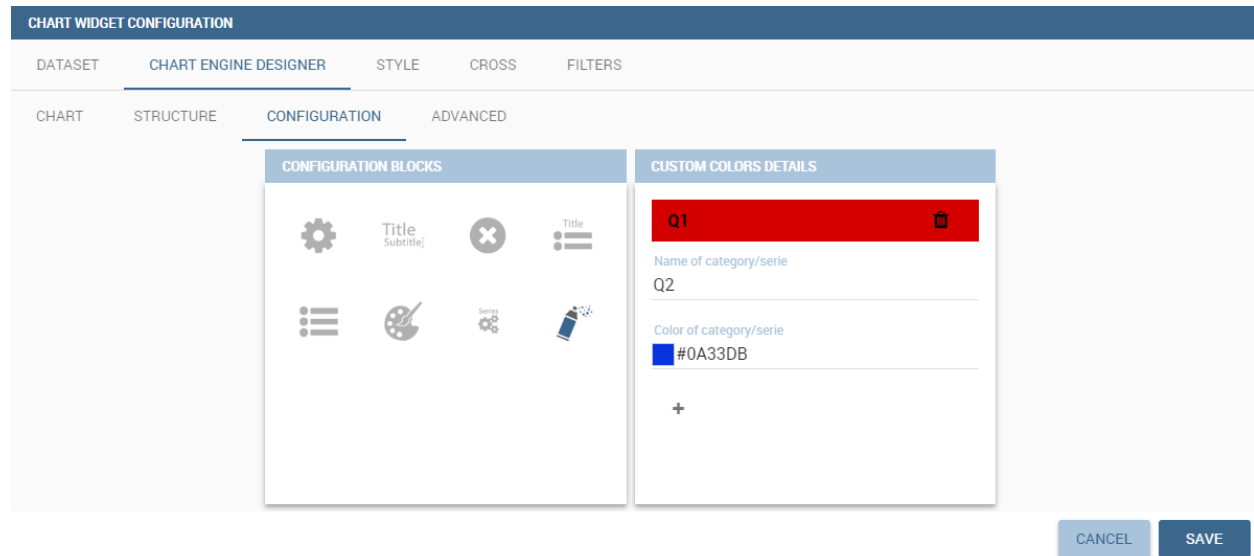 CHART WIDGET CONFIGURATION
DATASET CHART ENGINE DESIGNER STYLE CROSS FILTERS
CHART STRUCTURE CONFIGURATION ADVANCED
CONFIGURATION BLOCKS
Title
Subtitle
Title
Series
CUSTOM COLORS DETAILS
Q1
Name of category/serie
Q2
Color of category/serie
#0A33DB
+
CANCEL SAVE